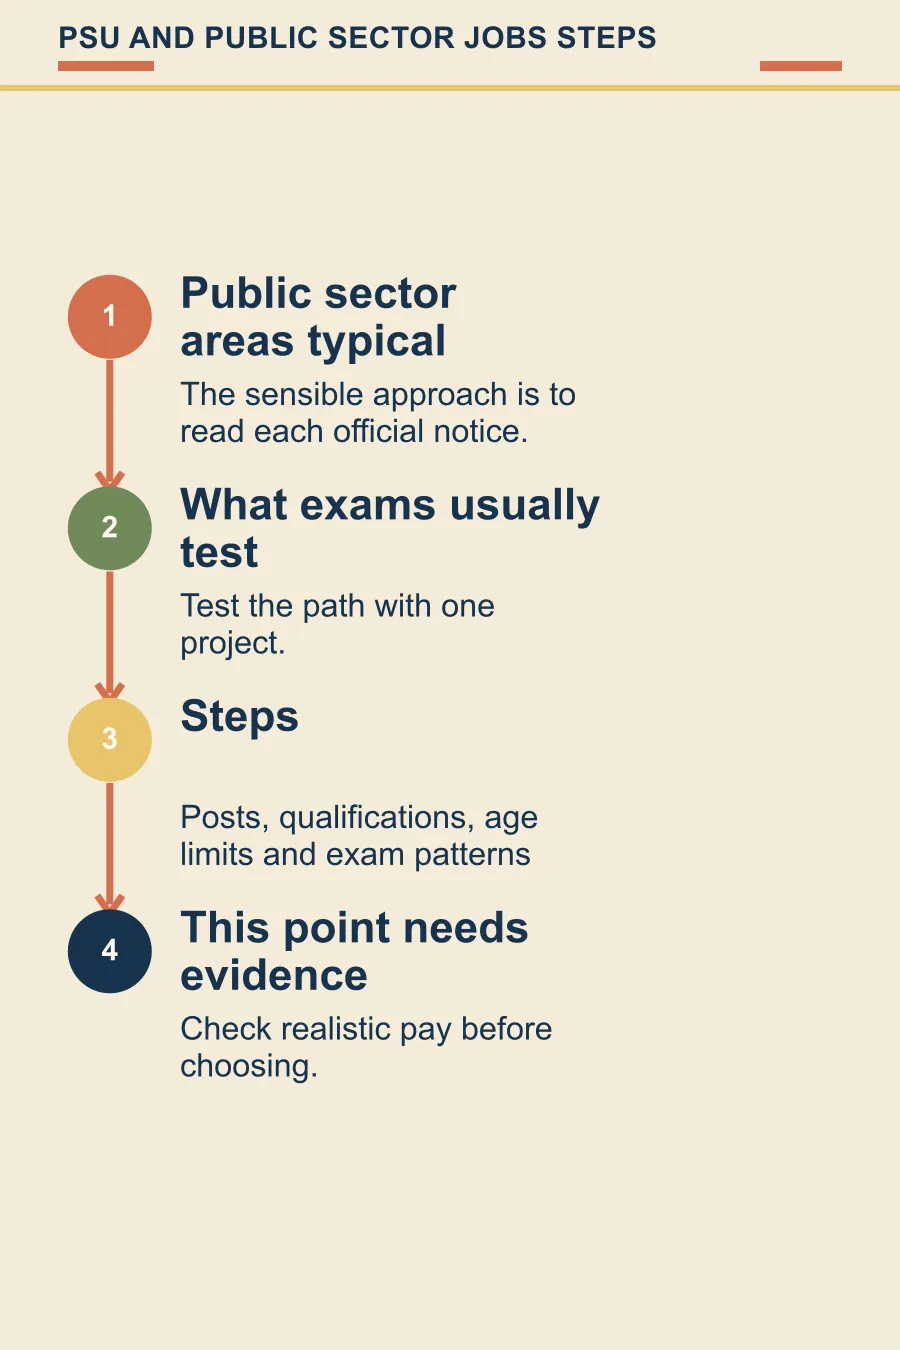 PSU AND PUBLIC SECTOR JOBS STEPS
1
Public sector
areas typical
The sensible approach is to
read each official notice.
2
What exams usually
test
Test the path with one
project.
3
Steps
Posts, qualifications, age
limits and exam patterns
4
This point needs
evidence
Check realistic pay before
choosing.